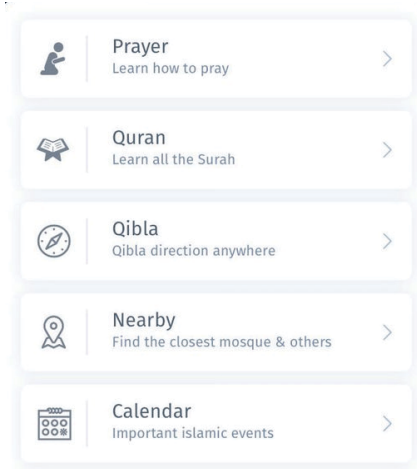 Prayer
Learn how to pray
Quran
Learn all the Surah
Qibla
Qibla direction anywhere
Nearby
Find the closest mosque & others
Calendar
Important islamic events